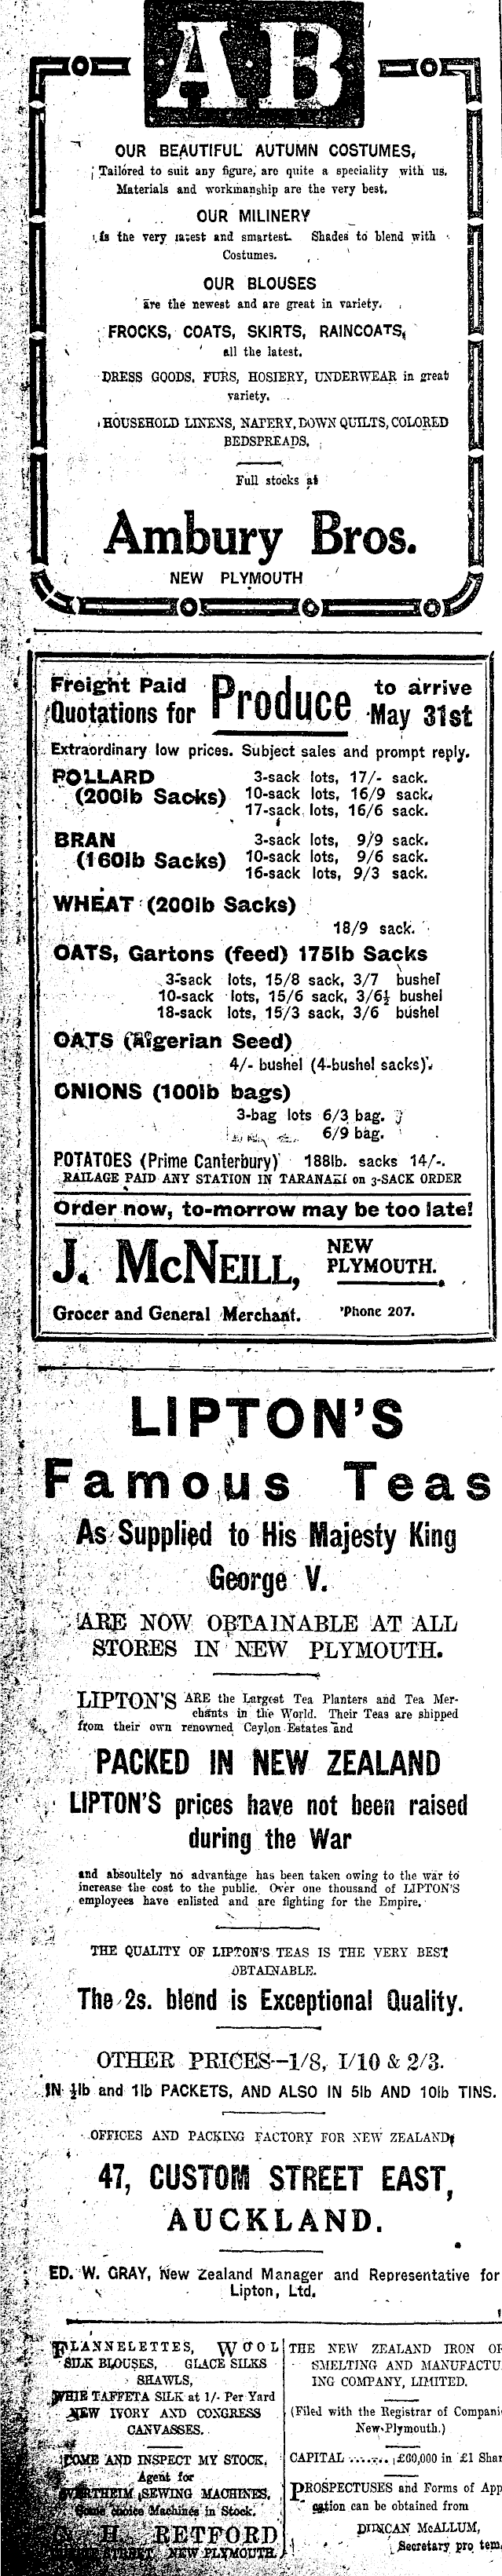 AB
OUR BEAUTIFUL AUTUMN COSTUMES,
Tailored to suit any figure, are quite a speciality with us.
Materials and workmanship are the very best.
OUR MILINERY
is the very latest and smartest. Shades to blend with
Costumes.
OUR BLOUSES
are the newest and are great in variety.
FROCKS, COATS, SKIRTS, RAINCOATS,
all the latest.
DRESS GOODS, FURS, HOSIERY, UNDERWEAR in great
variety.
HOUSEHOLD LINENS, NAPERY, DOWN QUILTS, COLORED
BEDSPREADS,
Full stocks at
Ambury Bros.
NEW PLYMOUTH
Freight Paid Quotations for Produce to arrive May 31st
Extraordinary low prices. Subject sales and prompt reply.
POLLARD 3-sack lots, 17/- sack.
(200lb Sacks) 10-sack lots, 16/9 sack,
17-sack lots, 16/6 sack.
BRAN 3-sack lots, 9/9 sack.
(160lb Sacks) 10-sack lots, 9/6 sack.
16-sack lots, 9/3 sack.
WHEAT (200lb Sacks)
18/9 sack.
OATS, Gartons (feed) 175lb Sacks
3-sack lots, 15/8 sack, 3/7 bushel
10-sack lots, 15/6 sack, 3/6½ bushel
18-sack lots, 15/3 sack, 3/6 bushel
OATS (Algerian Seed)
4/- bushel (4-bushel sacks).
ONIONS (100lb bags)
3-bag lots 6/3 bag.
6/9 bag.
POTATOES (Prime Canterbury) 188lb. sacks 14/-.
RAILAGE PAID ANY STATION IN TARANAKI on 3-SACK ORDER
Order now, to-morrow may be too late!
J. McNEILL, NEW PLYMOUTH.
Grocer and General Merchant. 'Phone 207.
LIPTON'S
Famous Teas
As Supplied to His Majesty King
George V.
ARE NOW OBTAINABLE AT ALL
STORES IN NEW PLYMOUTH.
LIPTON'S ARE the Largest Tea Planters and Tea Mer-
chants in the World. Their Teas are shipped
from their own renowned Ceylon Estates and
PACKED IN NEW ZEALAND
LIPTON'S prices have not been raised
during the War
and absoultely no advantage has been taken owing to the war to
increase the cost to the public. Over one thousand of LIPTON'S
employees have enlisted and are fighting for the Empire.
THE QUALITY OF LIPTON'S TEAS IS THE VERY BEST
OBTAINABLE.
The 2s. blend is Exceptional Quality.
OTHER PRICES--1/8, 1/10 & 2/3.
IN ½lb and 1lb PACKETS, AND ALSO IN 5lb AND 10lb TINS.
OFFICES AND PACKING FACTORY FOR NEW ZEALAND,
47, CUSTOM STREET EAST,
AUCKLAND.
ED. W. GRAY, New Zealand Manager and Representative for
Lipton, Ltd.
FLANNELETTES, WOOL
SILK BLOUSES, GLACE SILKS
SHAWLS,
WHIE TAFFETA SILK at 1/- Per Yard
NEW IVORY AND CONGRESS
CANVASSES.
COME AND INSPECT MY STOCK,
Agent for
WERTHEIM SEWING MACHINES,
Some choice Machines in Stock.
H. RETFORD
STREET NEW PLYMOUTH
THE NEW ZEALAND IRON OR
SMELTING AND MANUFACTU
ING COMPANY, LIMITED.
(Filed with the Registrar of Compani
New Plymouth.)
CAPITAL £60,000 in £1 Shar
PROSPECTUSES and Forms of App
cation can be obtained from
DUNCAN McALLUM,
Secretary pro tem.